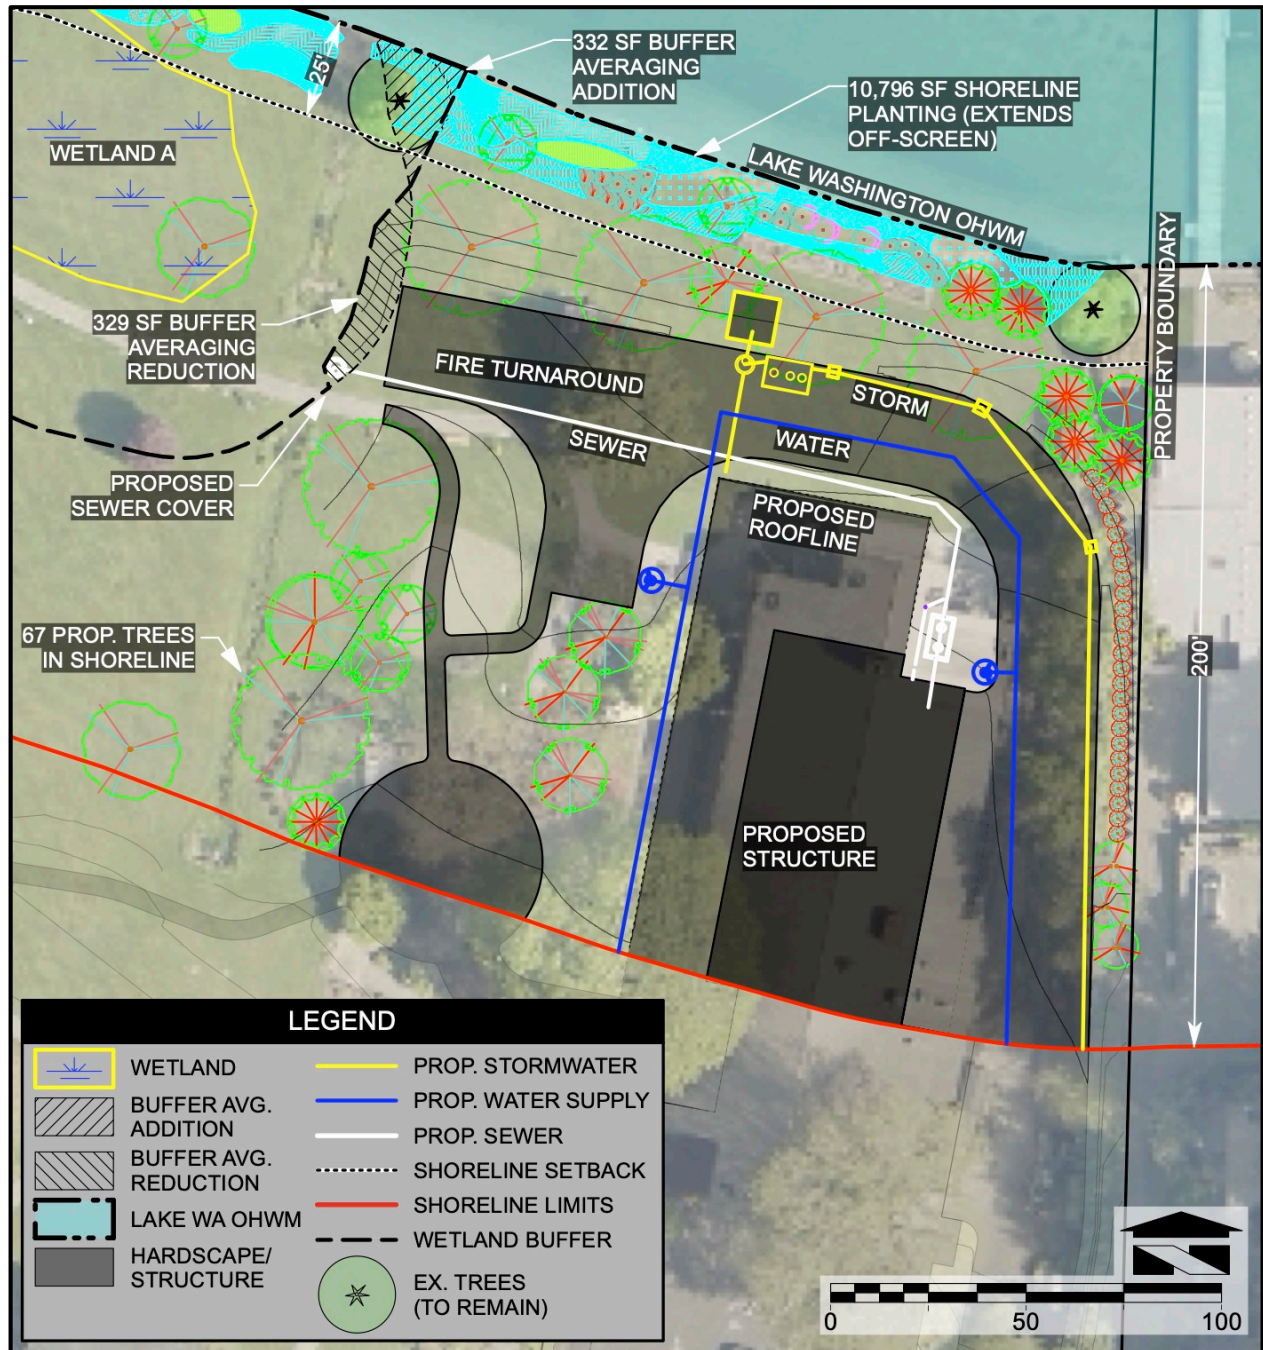 332 SF BUFFER
AVERAGING
ADDITION
25'
10,796 SF SHORELINE
PLANTING (EXTENDS
OFF-SCREEN)
WETLAND A
LAKE WASHINGTON OHWM
PROPERTY BOUNDARY
329 SF BUFFER
AVERAGING
REDUCTION
FIRE TURNAROUND
STORM
SEWER
WATER
PROPOSED
SEWER COVER
PROPOSED
ROOFLINE
67 PROP. TREES
IN SHORELINE
200'
PROPOSED
STRUCTURE
LEGEND
WETLAND
BUFFER AVG.
ADDITION
BUFFER AVG.
REDUCTION
LAKE WA OHWM
HARDSCAPE/
STRUCTURE
PROP. STORMWATER
PROP. WATER SUPPLY
PROP. SEWER
SHORELINE SETBACK
SHORELINE LIMITS
WETLAND BUFFER
EX. TREES
(TO REMAIN)
0 50 100